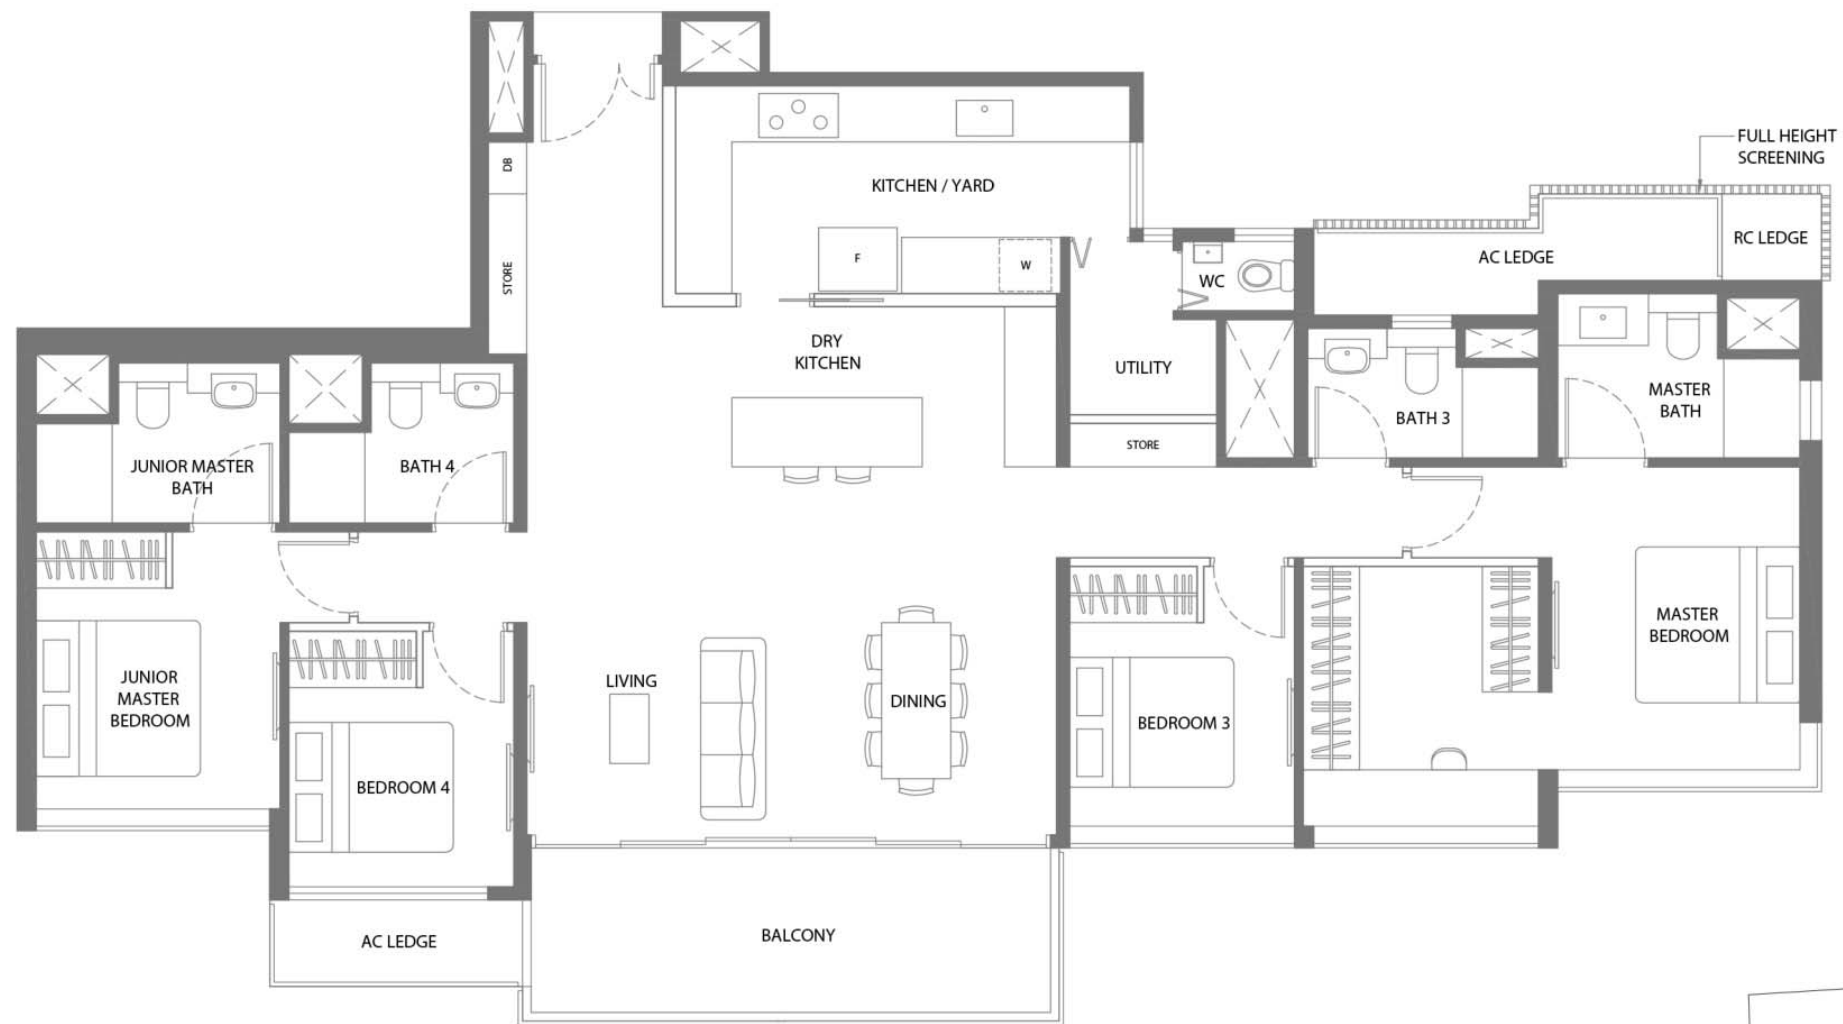 FULL HEIGHT
SCREENING
DB
KITCHEN / YARD
STORE
F
W
WC
AC LEDGE
RC LEDGE
DRY
KITCHEN
UTILITY
STORE
BATH 3
MASTER
BATH
JUNIOR MASTER
BATH
BATH 4
JUNIOR
MASTER
BEDROOM
BEDROOM 4
LIVING
DINING
BEDROOM 3
MASTER
BEDROOM
AC LEDGE
BALCONY